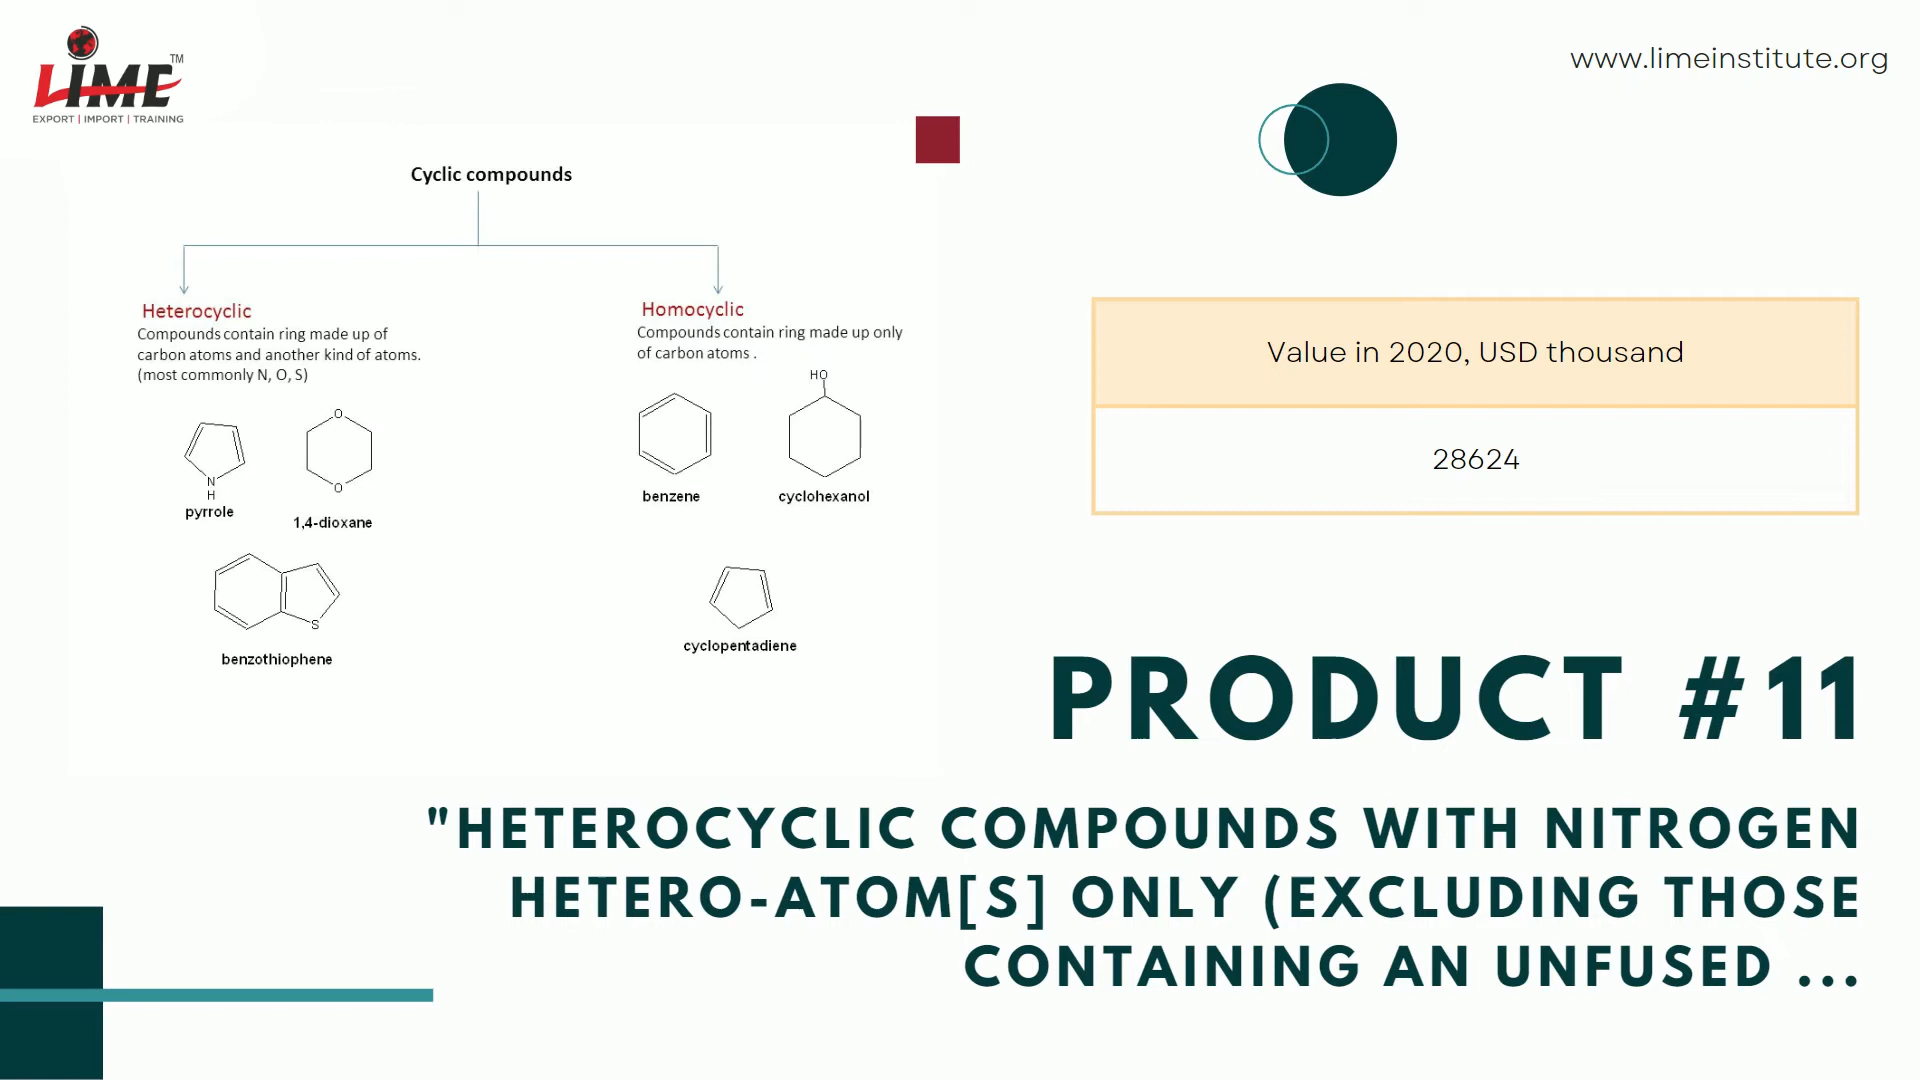 LIME TM
EXPORT | IMPORT | TRAINING
www.limeinstitute.org
Cyclic compounds
Heterocyclic
Compounds contain ring made up of
carbon atoms and another kind of atoms.
(most commonly N, O, S)
N
H
pyrrole
O
O
1,4-dioxane
S
benzothiophene
Homocyclic
Compounds contain ring made up only
of carbon atoms .
benzene
HO
cyclohexanol
cyclopentadiene
Value in 2020, USD thousand
28624
PRODUCT #11
"HETEROCYCLIC COMPOUNDS WITH NITROGEN
HETERO-ATOM[S] ONLY (EXCLUDING THOSE
CONTAINING AN UNFUSED ...